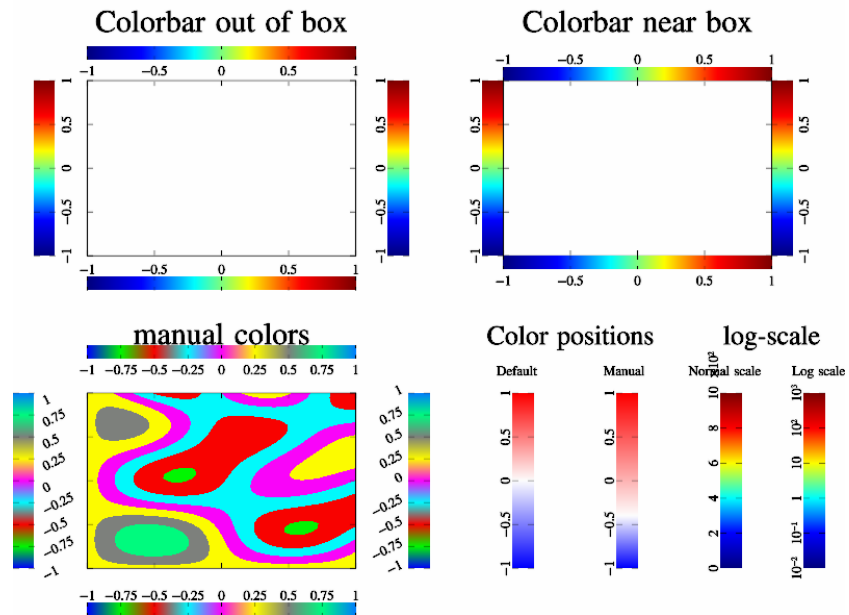 Colorbar out of box
−1 −0.5 0 0.5 1
1 0.5 0 −0.5 −1
1 0.5 0 −0.5 −1
−1 −0.5 0 0.5 1
Colorbar near box
−1 −0.5 0 0.5 1
1 0.5 0 −0.5 −1
1 0.5 0 −0.5 −1
−1 −0.5 0 0.5 1
manual colors
−1 −0.75 −0.5 −0.25 0 0.25 0.5 0.75 1
1 0.75 0.5 0.25 0 −0.25 −0.5 −0.75 −1
1 0.75 0.5 0.25 0 −0.25 −0.5 −0.75 −1
−1 −0.75 −0.5 −0.25 0 0.25 0.5 0.75 1
Color positions
Default
1 0.5 0 −0.5 −1
Manual
1 0.5 0 −0.5 −1
log-scale
Normal scale
×10²
10 8 6 4 2 0
Log scale
10³ 10² 10 1 10⁻¹ 10⁻²